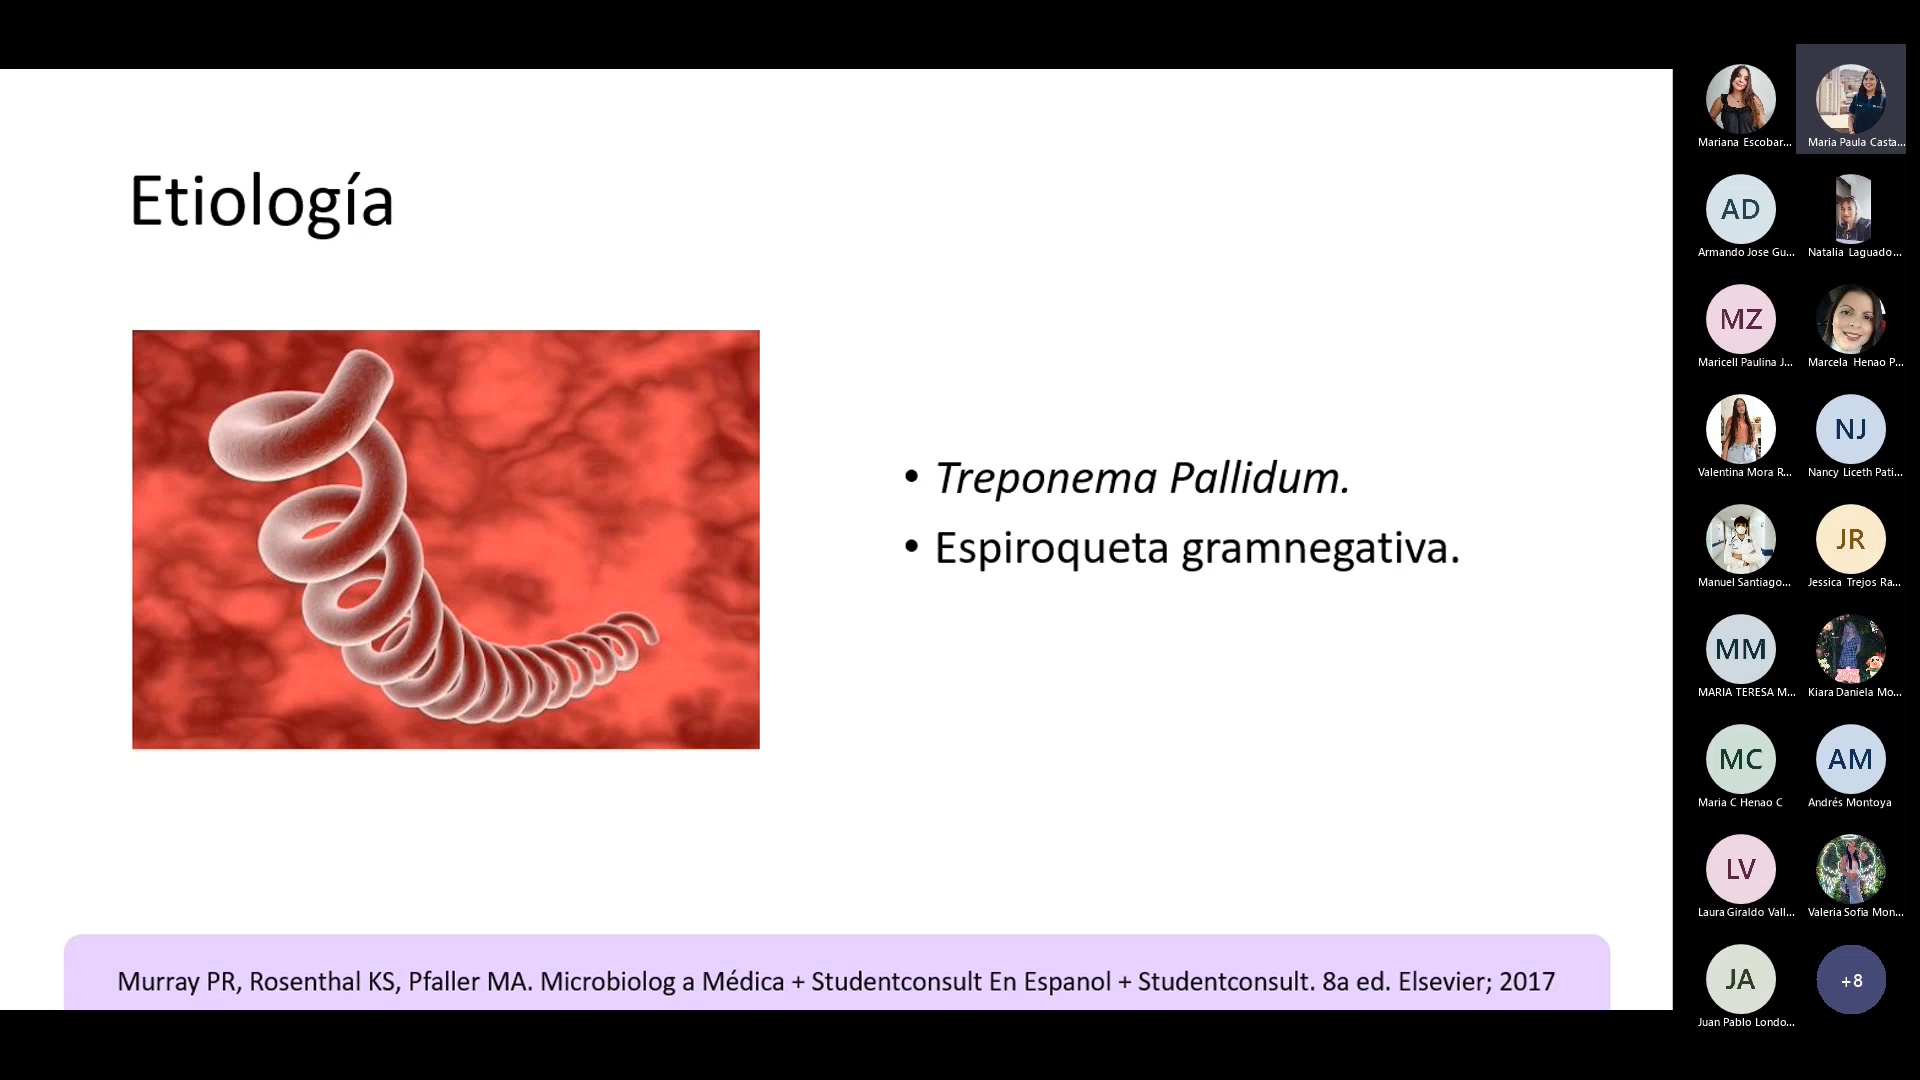 Etiología
• Treponema Pallidum.
• Espiroqueta gramnegativa.
Murray PR, Rosenthal KS, Pfaller MA. Microbiolog a Médica + Studentconsult En Espanol + Studentconsult. 8a ed. Elsevier; 2017
Mariana Escobar...
Maria Paula Casta...
AD
Armando Jose Gu...
Natalia Laguado...
MZ
Maricell Paulina J...
Marcela Henao P...
Valentina Mora R...
NJ
Nancy Liceth Pati...
Manuel Santiago...
JR
Jessica Trejos Ra...
MM
MARIA TERESA M...
Kiara Daniela Mo...
MC
Maria C Henao C
AM
Andrés Montoya
LV
Laura Giraldo Vall...
Valeria Sofia Mon...
JA
Juan Pablo Londo...
+8